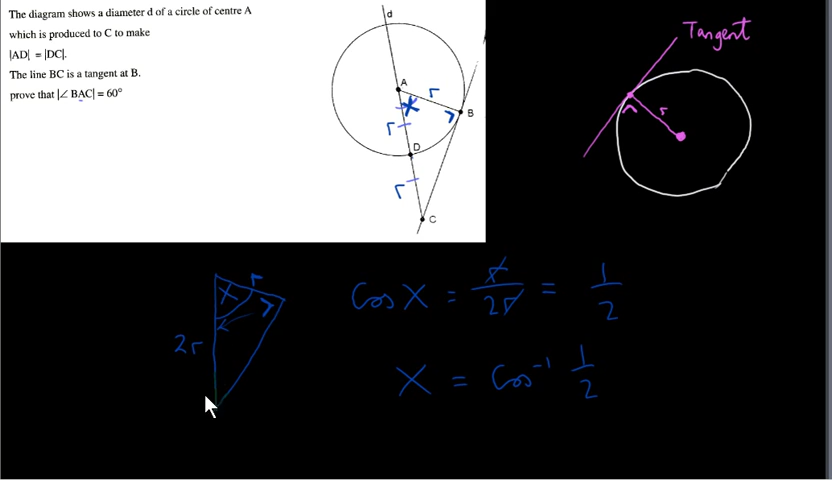 The diagram shows a diameter d of a circle of centre A
which is produced to C to make
|AD| = |DC|.
The line BC is a tangent at B.
prove that |∠ BAC| = 60°
d
A
r
X
B
r
D
r
C
Tangent
r
r
X
2r
Cos X = r/2r = 1/2
X = Cos⁻¹ 1/2